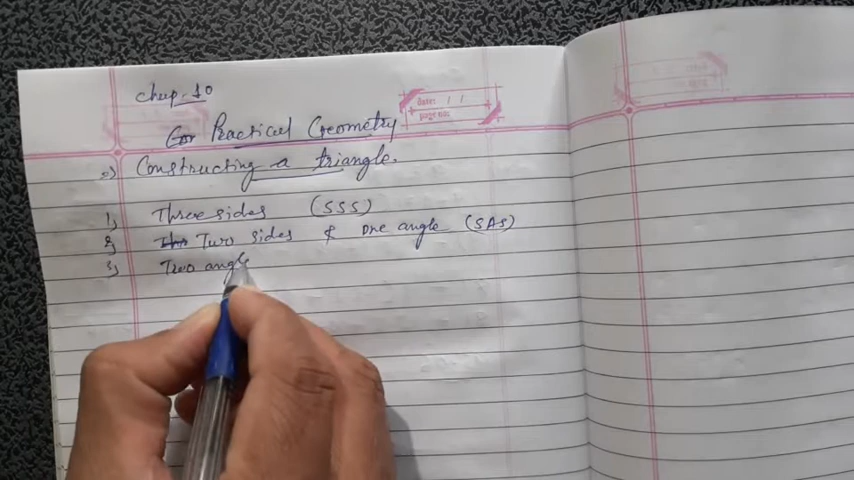 Chap-10
Practical Geometry
Date: / /
Constructing a triangle.
1, Three sides (SSS)
2, Two sides & one angle (SAS)
3, Two angle